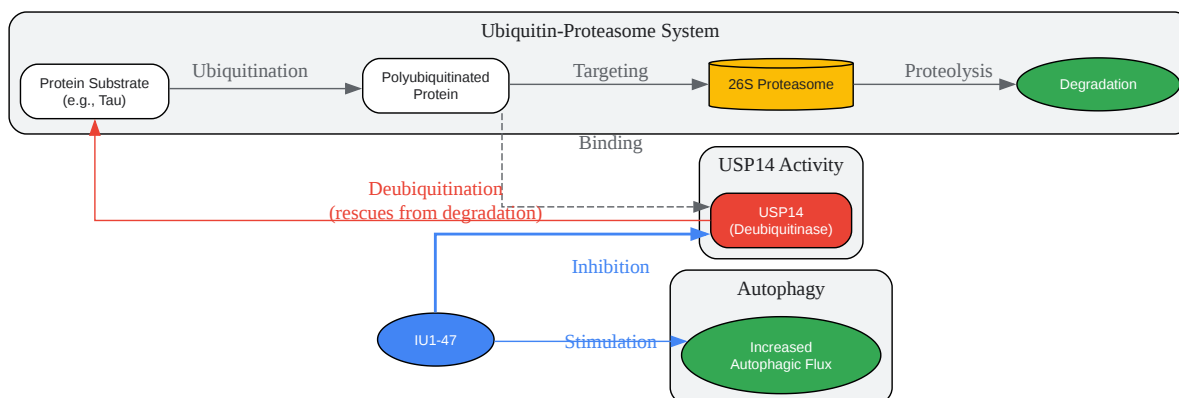 Ubiquitin-Proteasome System
Protein Substrate
(e.g., Tau)
Ubiquitination
Polyubiquitinated
Protein
Targeting
26S Proteasome
Proteolysis
Degradation
Binding
USP14 Activity
Deubiquitination
(rescues from degradation)
USP14
(Deubiquitinase)
Inhibition
Autophagy
IU1-47
Stimulation
Increased
Autophagic Flux